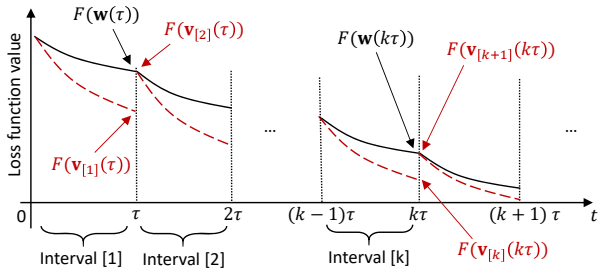 Loss function value
F(𝐰(τ))
F(𝐯[2](τ))
F(𝐯[1](τ))
F(𝐰(kτ))
F(𝐯[k+1](kτ))
F(𝐯[k](kτ))
...
...
0
τ
2τ
(k − 1)τ
kτ
(k + 1) τ
t
Interval [1]
Interval [2]
Interval [k]